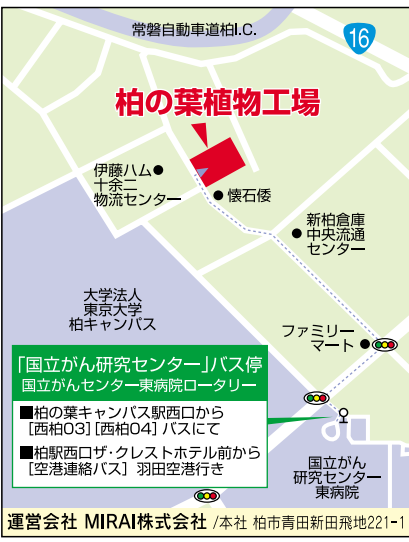 常磐自動車道柏I.C.
16
柏の葉植物工場
伊藤ハム
十余二
物流センター
懐石倭
新柏倉庫
中央流通
センター
大学法人
東京大学
柏キャンパス
ファミリー
マート
「国立がん研究センター」バス停
国立がんセンター東病院ロータリー
■柏の葉キャンパス駅西口から
[西柏03][西柏04]バスにて
■柏駅西口ザ・クレストホテル前から
[空港連絡バス] 羽田空港行き
国立がん
研究センター
東病院
運営会社 MIRAI株式会社 /本社 柏市青田新田飛地221-1